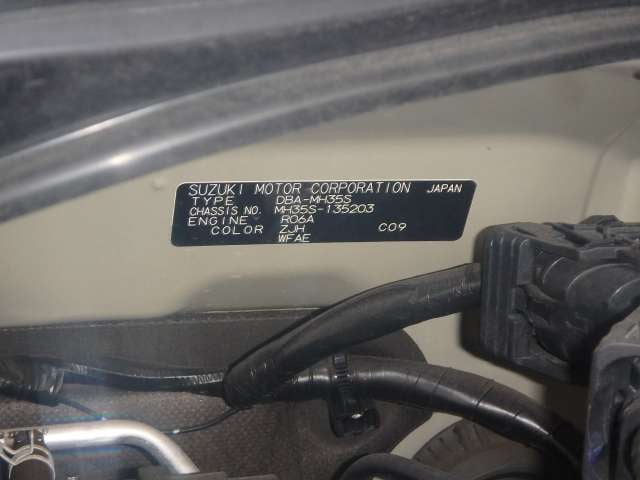 SUZUKI MOTOR CORPORATION JAPAN
TYPE DBA-MH35S
CHASSIS NO. MH35S-135203
ENGINE R06A
COLOR ZJH C09
WFAE